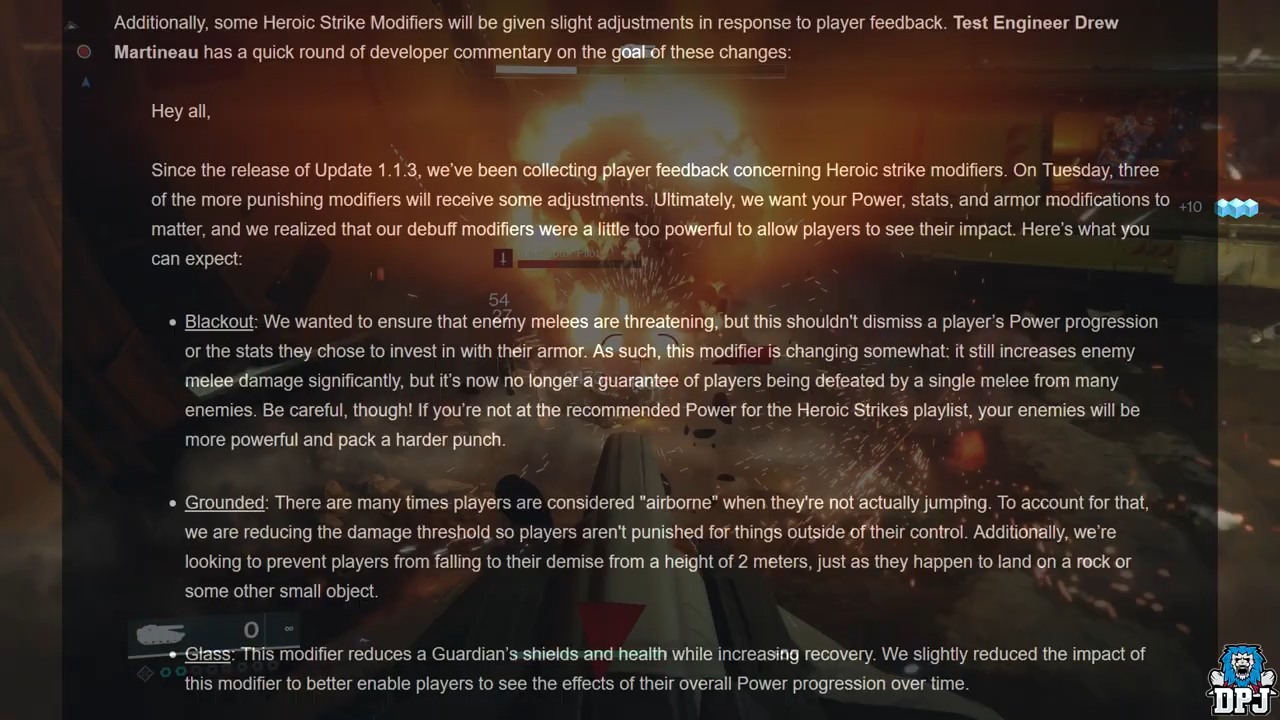 Additionally, some Heroic Strike Modifiers will be given slight adjustments in response to player feedback. Test Engineer Drew
Martineau has a quick round of developer commentary on the goal of these changes:
Hey all,
Since the release of Update 1.1.3, we've been collecting player feedback concerning Heroic strike modifiers. On Tuesday, three
of the more punishing modifiers will receive some adjustments. Ultimately, we want your Power, stats, and armor modifications to
+10
matter, and we realized that our debuff modifiers were a little too powerful to allow players to see their impact. Here's what you
can expect:
54
27
• Blackout: We wanted to ensure that enemy melees are threatening, but this shouldn't dismiss a player's Power progression
or the stats they chose to invest in with their armor. As such, this modifier is changing somewhat: it still increases enemy
melee damage significantly, but it's now no longer a guarantee of players being defeated by a single melee from many
enemies. Be careful, though! If you're not at the recommended Power for the Heroic Strikes playlist, your enemies will be
more powerful and pack a harder punch.
• Grounded: There are many times players are considered "airborne" when they're not actually jumping. To account for that,
we are reducing the damage threshold so players aren't punished for things outside of their control. Additionally, we're
looking to prevent players from falling to their demise from a height of 2 meters, just as they happen to land on a rock or
some other small object.
0 ∞
• Glass: This modifier reduces a Guardian's shields and health while increasing recovery. We slightly reduced the impact of
this modifier to better enable players to see the effects of their overall Power progression over time.
DPJ